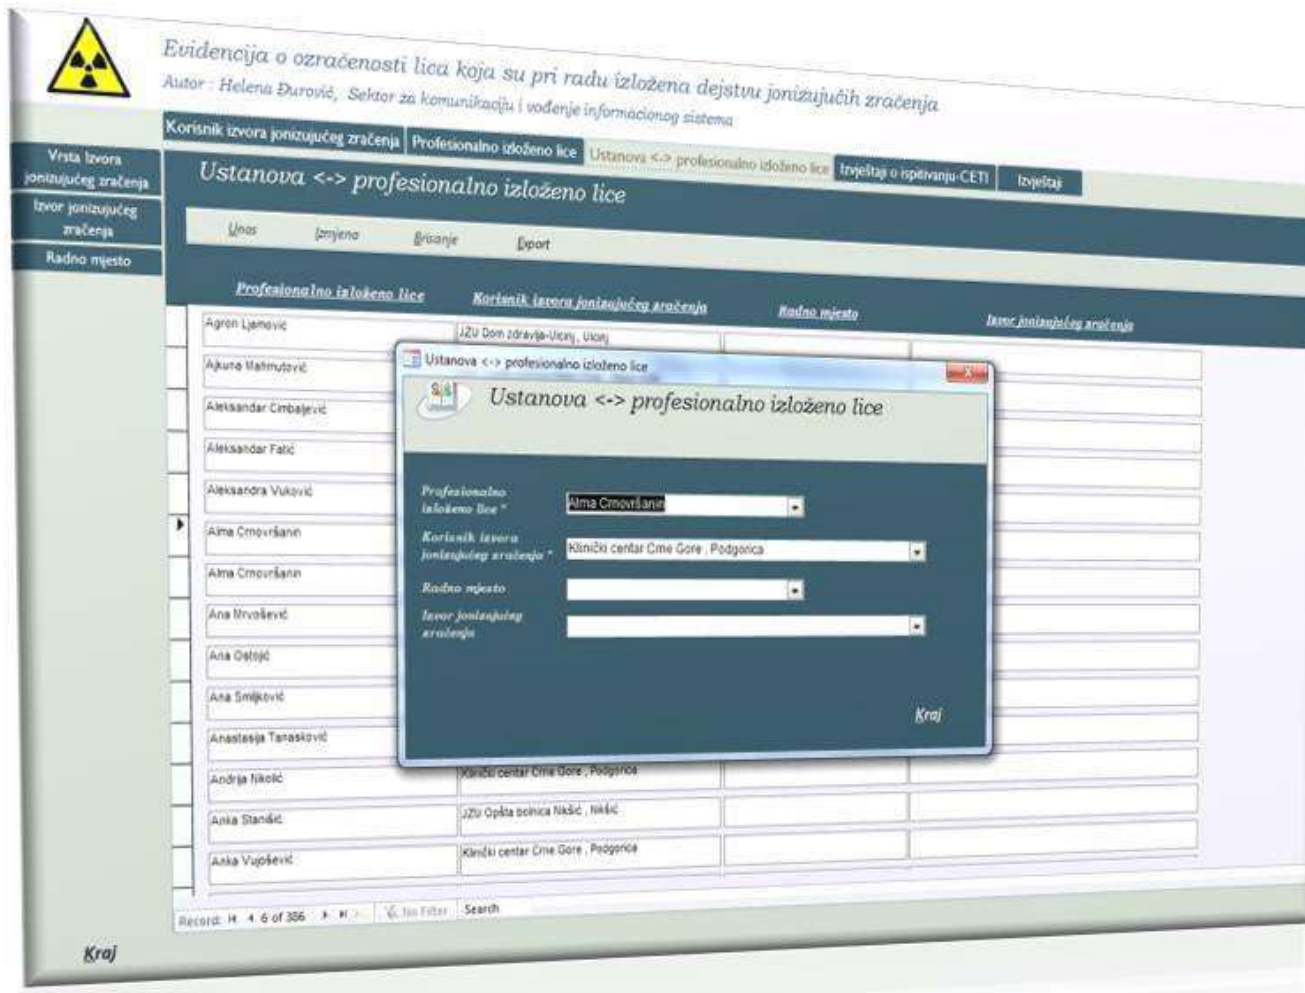 Evidencija o ozračenosti lica koja su pri radu izložena dejstvu jonizujućih zračenja
Autor : Helena Đurović, Sektor za komunikaciju i vođenje informacionog sistema
Korisnik izvora jonizujućeg zračenja
Profesionalno izloženo lice
Ustanova <-> profesionalno izloženo lice
Izvještaji o ispitivanju-CETI
Izvještaji
Vrsta Izvora
jonizujućeg zračenja
Izvor jonizujućeg
zračenja
Radno mjesto
Ustanova <-> profesionalno izloženo lice
Unos
Izmjena
Brisanje
Export
Profesionalno izloženo lice
Korisnik izvora jonizujućeg zračenja
Radno mjesto
Izvor jonizujućeg zračenja
Agron Ljamović
JZU Dom zdravlja-Ulcinj , Ulcinj
Ajkuna Mahmutović
Aleksandar Cimbaljević
Aleksandar Fatić
Aleksandra Vuković
Alma Crnovršanin
Alma Crnovršanin
Ana Mrvošević
Ana Ostojić
Ana Smiljković
Anastasija Tanasković
Andrija Nikolić
Klinički centar Crne Gore , Podgorica
Anka Stanišić
JZU Opšta bolnica Nikšić , Nikšić
Anka Vujošević
Klinički centar Crne Gore , Podgorica
Ustanova <-> profesionalno izloženo lice
Ustanova <-> profesionalno izloženo lice
Profesionalno
izloženo lice *
Alma Crnovršanin
Korisnik izvora
jonizujućeg zračenja *
Klinički centar Crne Gore , Podgorica
Radno mjesto
Izvor jonizujućeg
zračenja
Kraj
Record: 6 of 386
No Filter
Search
Kraj